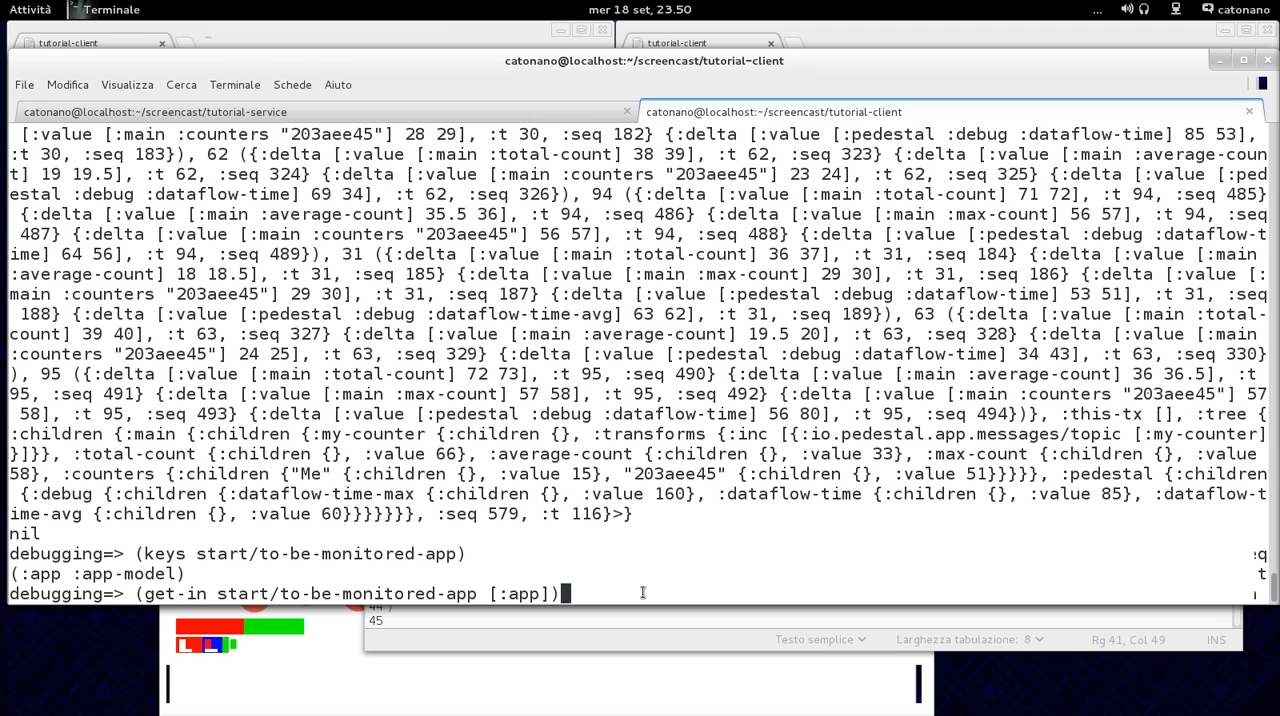 Attività Terminale mer 18 set, 23.50 ... catonano
tutorial-client tutorial-client
catonano@localhost:~/screencast/tutorial-client
File Modifica Visualizza Cerca Terminale Schede Aiuto
catonano@localhost:~/screencast/tutorial-service catonano@localhost:~/screencast/tutorial-client
[:value [:main :counters "203aee45"] 28 29], :t 30, :seq 182} {:delta [:value [:pedestal :debug :dataflow-time] 85 53],
:t 30, :seq 183}), 62 ({:delta [:value [:main :total-count] 38 39], :t 62, :seq 323} {:delta [:value [:main :average-coun
t] 19 19.5], :t 62, :seq 324} {:delta [:value [:main :counters "203aee45"] 23 24], :t 62, :seq 325} {:delta [:value [:ped
estal :debug :dataflow-time] 69 34], :t 62, :seq 326}), 94 ({:delta [:value [:main :total-count] 71 72], :t 94, :seq 485}
{:delta [:value [:main :average-count] 35.5 36], :t 94, :seq 486} {:delta [:value [:main :max-count] 56 57], :t 94, :seq
487} {:delta [:value [:main :counters "203aee45"] 56 57], :t 94, :seq 488} {:delta [:value [:pedestal :debug :dataflow-t
ime] 64 56], :t 94, :seq 489}), 31 ({:delta [:value [:main :total-count] 36 37], :t 31, :seq 184} {:delta [:value [:main
:average-count] 18 18.5], :t 31, :seq 185} {:delta [:value [:main :max-count] 29 30], :t 31, :seq 186} {:delta [:value [:
main :counters "203aee45"] 29 30], :t 31, :seq 187} {:delta [:value [:pedestal :debug :dataflow-time] 53 51], :t 31, :seq
188} {:delta [:value [:pedestal :debug :dataflow-time-avg] 63 62], :t 31, :seq 189}), 63 ({:delta [:value [:main :total-
count] 39 40], :t 63, :seq 327} {:delta [:value [:main :average-count] 19.5 20], :t 63, :seq 328} {:delta [:value [:main
:counters "203aee45"] 24 25], :t 63, :seq 329} {:delta [:value [:pedestal :debug :dataflow-time] 34 43], :t 63, :seq 330}
), 95 ({:delta [:value [:main :total-count] 72 73], :t 95, :seq 490} {:delta [:value [:main :average-count] 36 36.5], :t
95, :seq 491} {:delta [:value [:main :max-count] 57 58], :t 95, :seq 492} {:delta [:value [:main :counters "203aee45"] 57
58], :t 95, :seq 493} {:delta [:value [:pedestal :debug :dataflow-time] 56 80], :t 95, :seq 494})}, :this-tx [], :tree {
:children {:main {:children {:my-counter {:children {}, :transforms {:inc [{:io.pedestal.app.messages/topic [:my-counter]
}]}}, :total-count {:children {}, :value 66}, :average-count {:children {}, :value 33}, :max-count {:children {}, :value
58}, :counters {:children {"Me" {:children {}, :value 15}, "203aee45" {:children {}, :value 51}}}}}, :pedestal {:children
{:debug {:children {:dataflow-time-max {:children {}, :value 160}, :dataflow-time {:children {}, :value 85}, :dataflow-t
ime-avg {:children {}, :value 60}}}}}}}, :seq 579, :t 116}>}
nil
debugging=> (keys start/to-be-monitored-app)
(:app :app-model)
debugging=> (get-in start/to-be-monitored-app [:app])
45
Testo semplice Larghezza tabulazione: 8 Rg 41, Col 49 INS